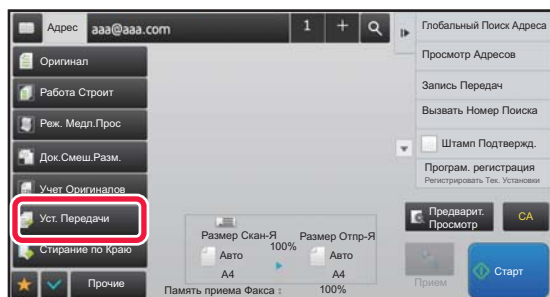 Адрес aaa@aaa.com 1 +
Глобальный Поиск Адреса
Просмотр Адресов
Запись Передач
Вызвать Номер Поиска
Штамп Подтвержд.
Програм. регистрация
Регистрировать Тек. Установки
Оригинал
Работа Строит
Реж. Медл.Прос
Док.Смеш.Разм.
Учет Оригиналов
Уст. Передачи
Стирание по Краю
Прочие
Размер Скан-Я
100%
Размер Отпр-Я
Авто
A4
Авто
A4
Память приема Факса : 100%
Предварит.
Просмотр
CA
Прием
Старт